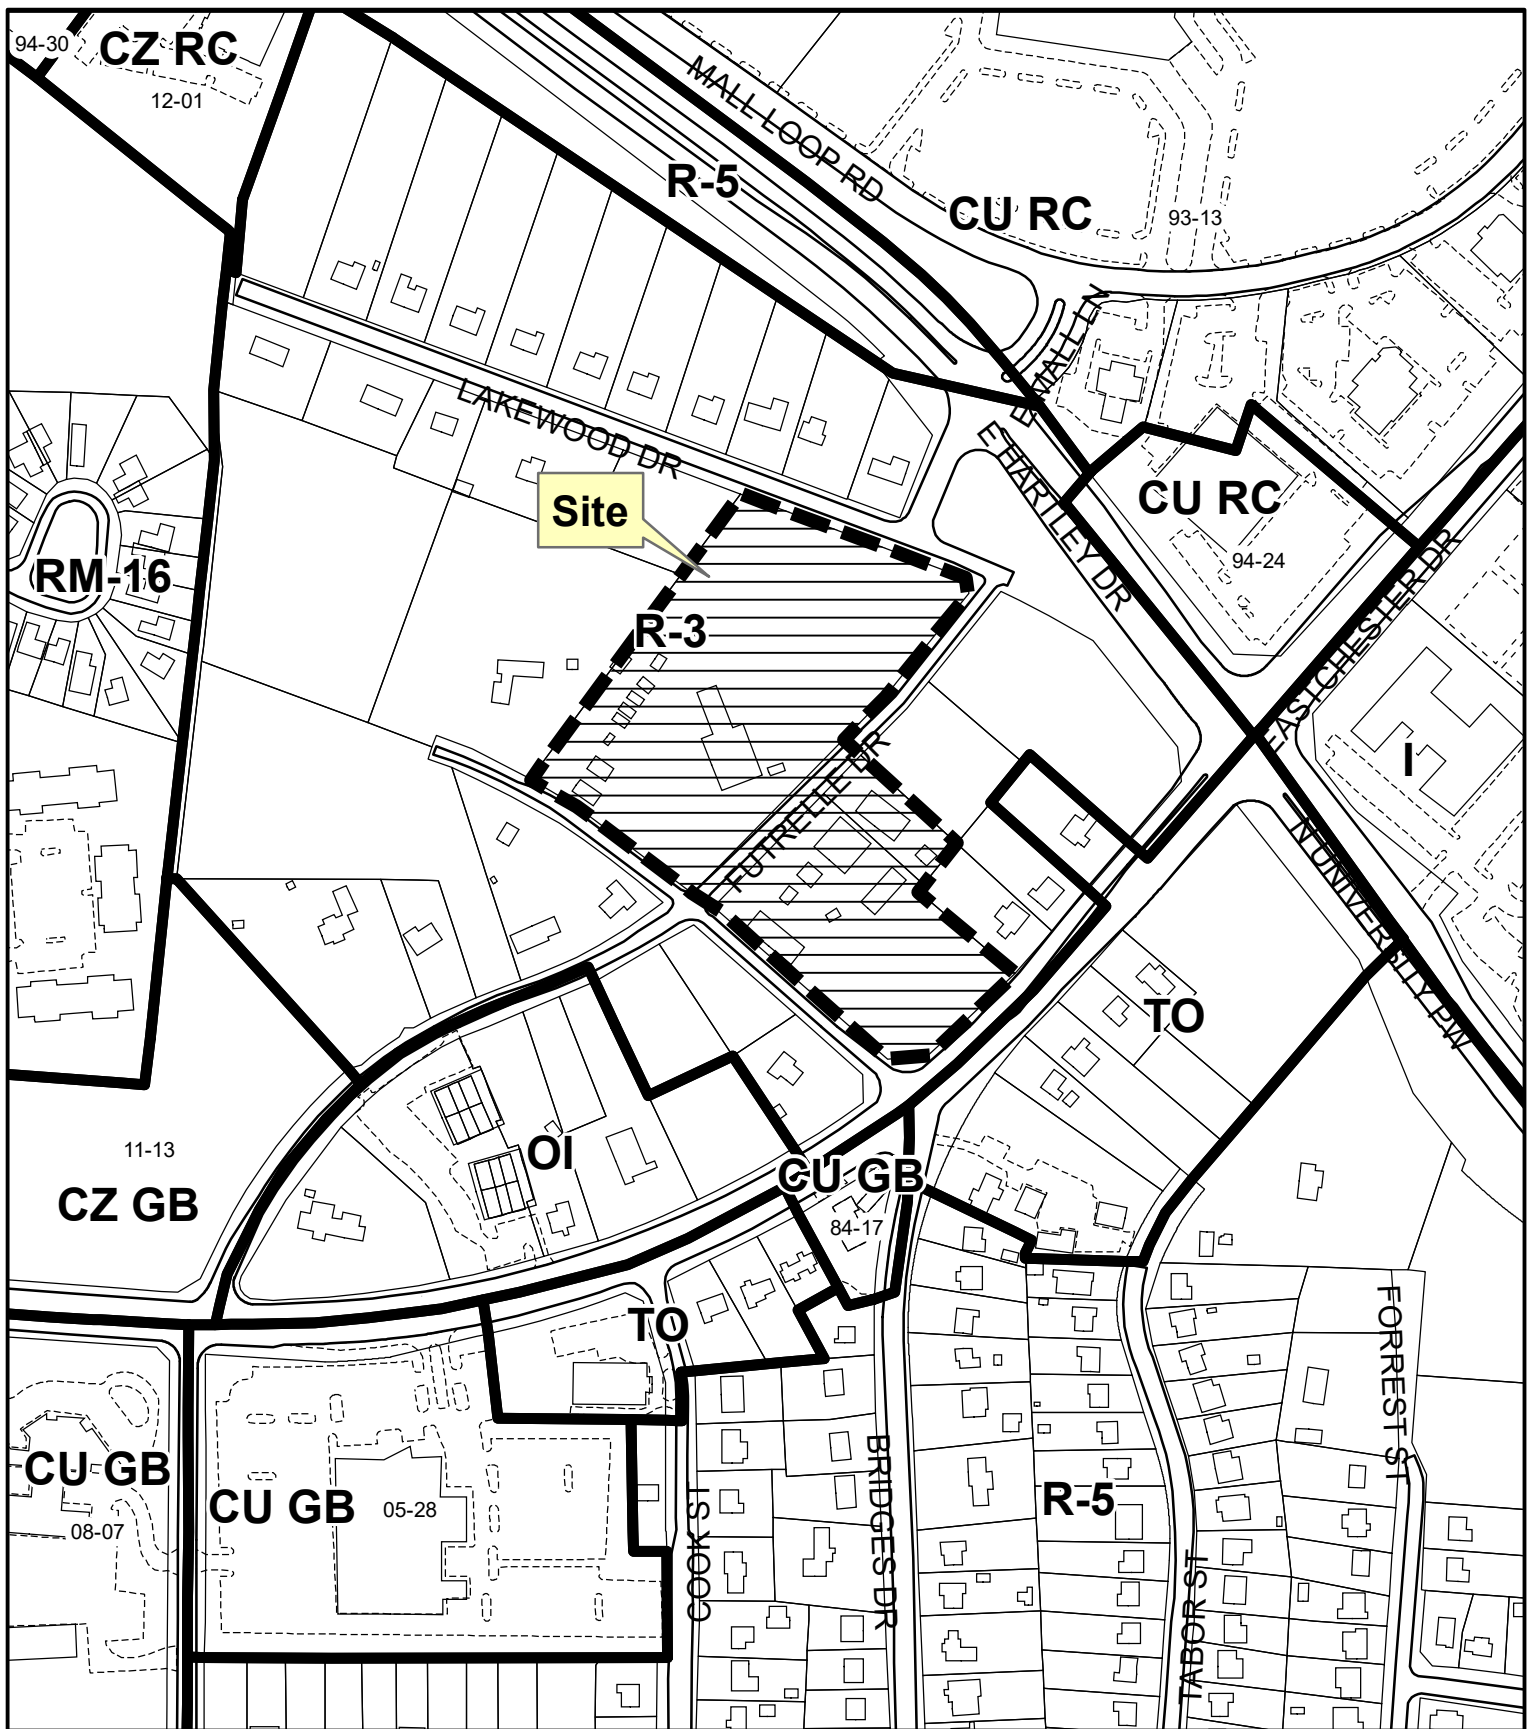 94-30
CZ RC
12-01
MALL LOOP RD
R-5
CU RC
93-13
E MALL LN
LAKEWOOD DR
E HARTLEY DR
CU RC
Site
94-24
RM-16
R-3
EASTCHESTER DR
I
FUTRELLE DR
N UNIVERSITY PW
TO
11-13
OI
CZ GB
CU GB
84-17
TO
FORREST ST
CU GB
08-07
CU GB
05-28
COOK ST
BRIDGES DR
R-5
TABOR ST